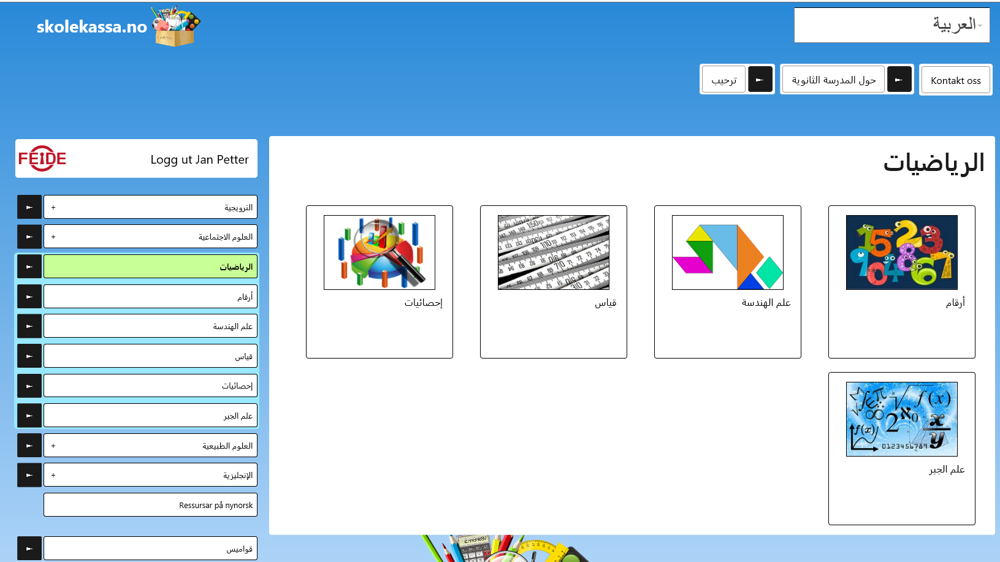 skolekassa.no
العربية
Kontakt oss
حول المدرسة الثانوية
ترحيب
FEIDE
Logg ut Jan Petter
النرويجية +
العلوم الاجتماعية +
الرياضيات
أرقام
علم الهندسة
قياس
إحصائيات
علم الجبر
العلوم الطبيعية +
الإنجليزية +
Ressursar på nynorsk
قواميس
الرياضيات
أرقام
علم الهندسة
قياس
إحصائيات
علم الجبر